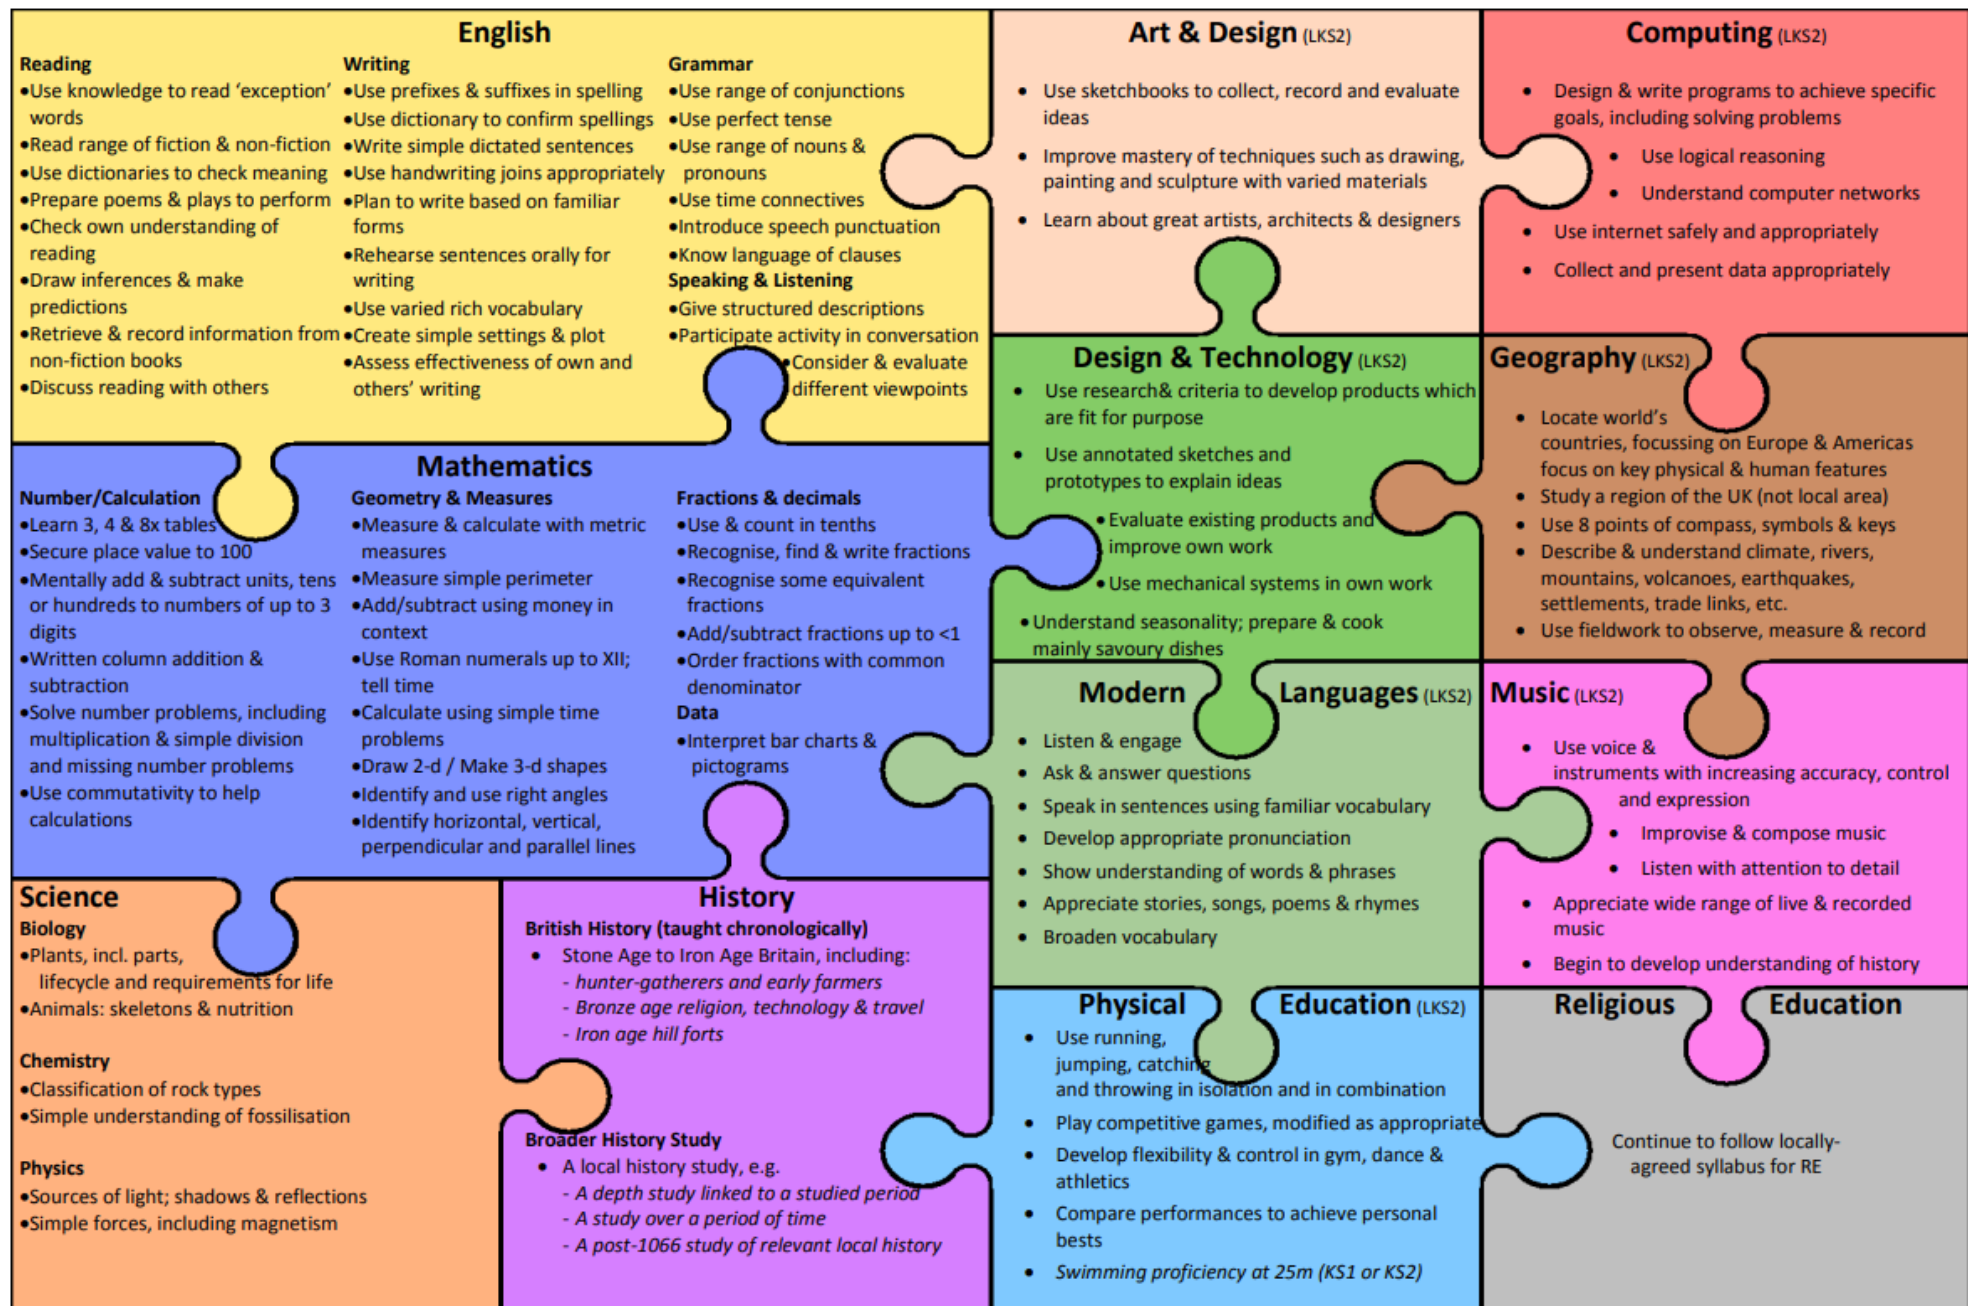 English
Reading
•Use knowledge to read ‘exception’
words
•Read range of fiction & non-fiction
•Use dictionaries to check meaning
•Prepare poems & plays to perform
•Check own understanding of
reading
•Draw inferences & make
predictions
•Retrieve & record information from
non-fiction books
•Discuss reading with others
Writing
•Use prefixes & suffixes in spelling
•Use dictionary to confirm spellings
•Write simple dictated sentences
•Use handwriting joins appropriately
•Plan to write based on familiar
forms
•Rehearse sentences orally for
writing
•Use varied rich vocabulary
•Create simple settings & plot
•Assess effectiveness of own and
others’ writing
Grammar
•Use range of conjunctions
•Use perfect tense
•Use range of nouns &
pronouns
•Use time connectives
•Introduce speech punctuation
•Know language of clauses
Speaking & Listening
•Give structured descriptions
•Participate activity in conversation
•Consider & evaluate
different viewpoints
Art & Design (LKS2)
• Use sketchbooks to collect, record and evaluate
ideas
• Improve mastery of techniques such as drawing,
painting and sculpture with varied materials
• Learn about great artists, architects & designers
Computing (LKS2)
• Design & write programs to achieve specific
goals, including solving problems
• Use logical reasoning
• Understand computer networks
• Use internet safely and appropriately
• Collect and present data appropriately
Mathematics
Number/Calculation
•Learn 3, 4 & 8x tables
•Secure place value to 100
•Mentally add & subtract units, tens
or hundreds to numbers of up to 3
digits
•Written column addition &
subtraction
•Solve number problems, including
multiplication & simple division
and missing number problems
•Use commutativity to help
calculations
Geometry & Measures
•Measure & calculate with metric
measures
•Measure simple perimeter
•Add/subtract using money in
context
•Use Roman numerals up to XII;
tell time
•Calculate using simple time
problems
•Draw 2-d / Make 3-d shapes
•Identify and use right angles
•Identify horizontal, vertical,
perpendicular and parallel lines
Fractions & decimals
•Use & count in tenths
•Recognise, find & write fractions
•Recognise some equivalent
fractions
•Add/subtract fractions up to <1
•Order fractions with common
denominator
Data
•Interpret bar charts &
pictograms
Design & Technology (LKS2)
• Use research& criteria to develop products which
are fit for purpose
• Use annotated sketches and
prototypes to explain ideas
• Evaluate existing products and
improve own work
• Use mechanical systems in own work
• Understand seasonality; prepare & cook
mainly savoury dishes
Geography (LKS2)
• Locate world’s
countries, focussing on Europe & Americas
focus on key physical & human features
• Study a region of the UK (not local area)
• Use 8 points of compass, symbols & keys
• Describe & understand climate, rivers,
mountains, volcanoes, earthquakes,
settlements, trade links, etc.
• Use fieldwork to observe, measure & record
Modern Languages (LKS2)
• Listen & engage
• Ask & answer questions
• Speak in sentences using familiar vocabulary
• Develop appropriate pronunciation
• Show understanding of words & phrases
• Appreciate stories, songs, poems & rhymes
• Broaden vocabulary
Music (LKS2)
• Use voice &
instruments with increasing accuracy, control
and expression
• Improvise & compose music
• Listen with attention to detail
• Appreciate wide range of live & recorded
music
• Begin to develop understanding of history
Science
Biology
•Plants, incl. parts,
lifecycle and requirements for life
•Animals: skeletons & nutrition
Chemistry
•Classification of rock types
•Simple understanding of fossilisation
Physics
•Sources of light; shadows & reflections
•Simple forces, including magnetism
History
British History (taught chronologically)
• Stone Age to Iron Age Britain, including:
- hunter-gatherers and early farmers
- Bronze age religion, technology & travel
- Iron age hill forts
Broader History Study
• A local history study, e.g.
- A depth study linked to a studied period
- A study over a period of time
- A post-1066 study of relevant local history
Physical Education (LKS2)
• Use running,
jumping, catching
and throwing in isolation and in combination
• Play competitive games, modified as appropriate
• Develop flexibility & control in gym, dance &
athletics
• Compare performances to achieve personal
bests
• Swimming proficiency at 25m (KS1 or KS2)
Religious Education
Continue to follow locally-
agreed syllabus for RE